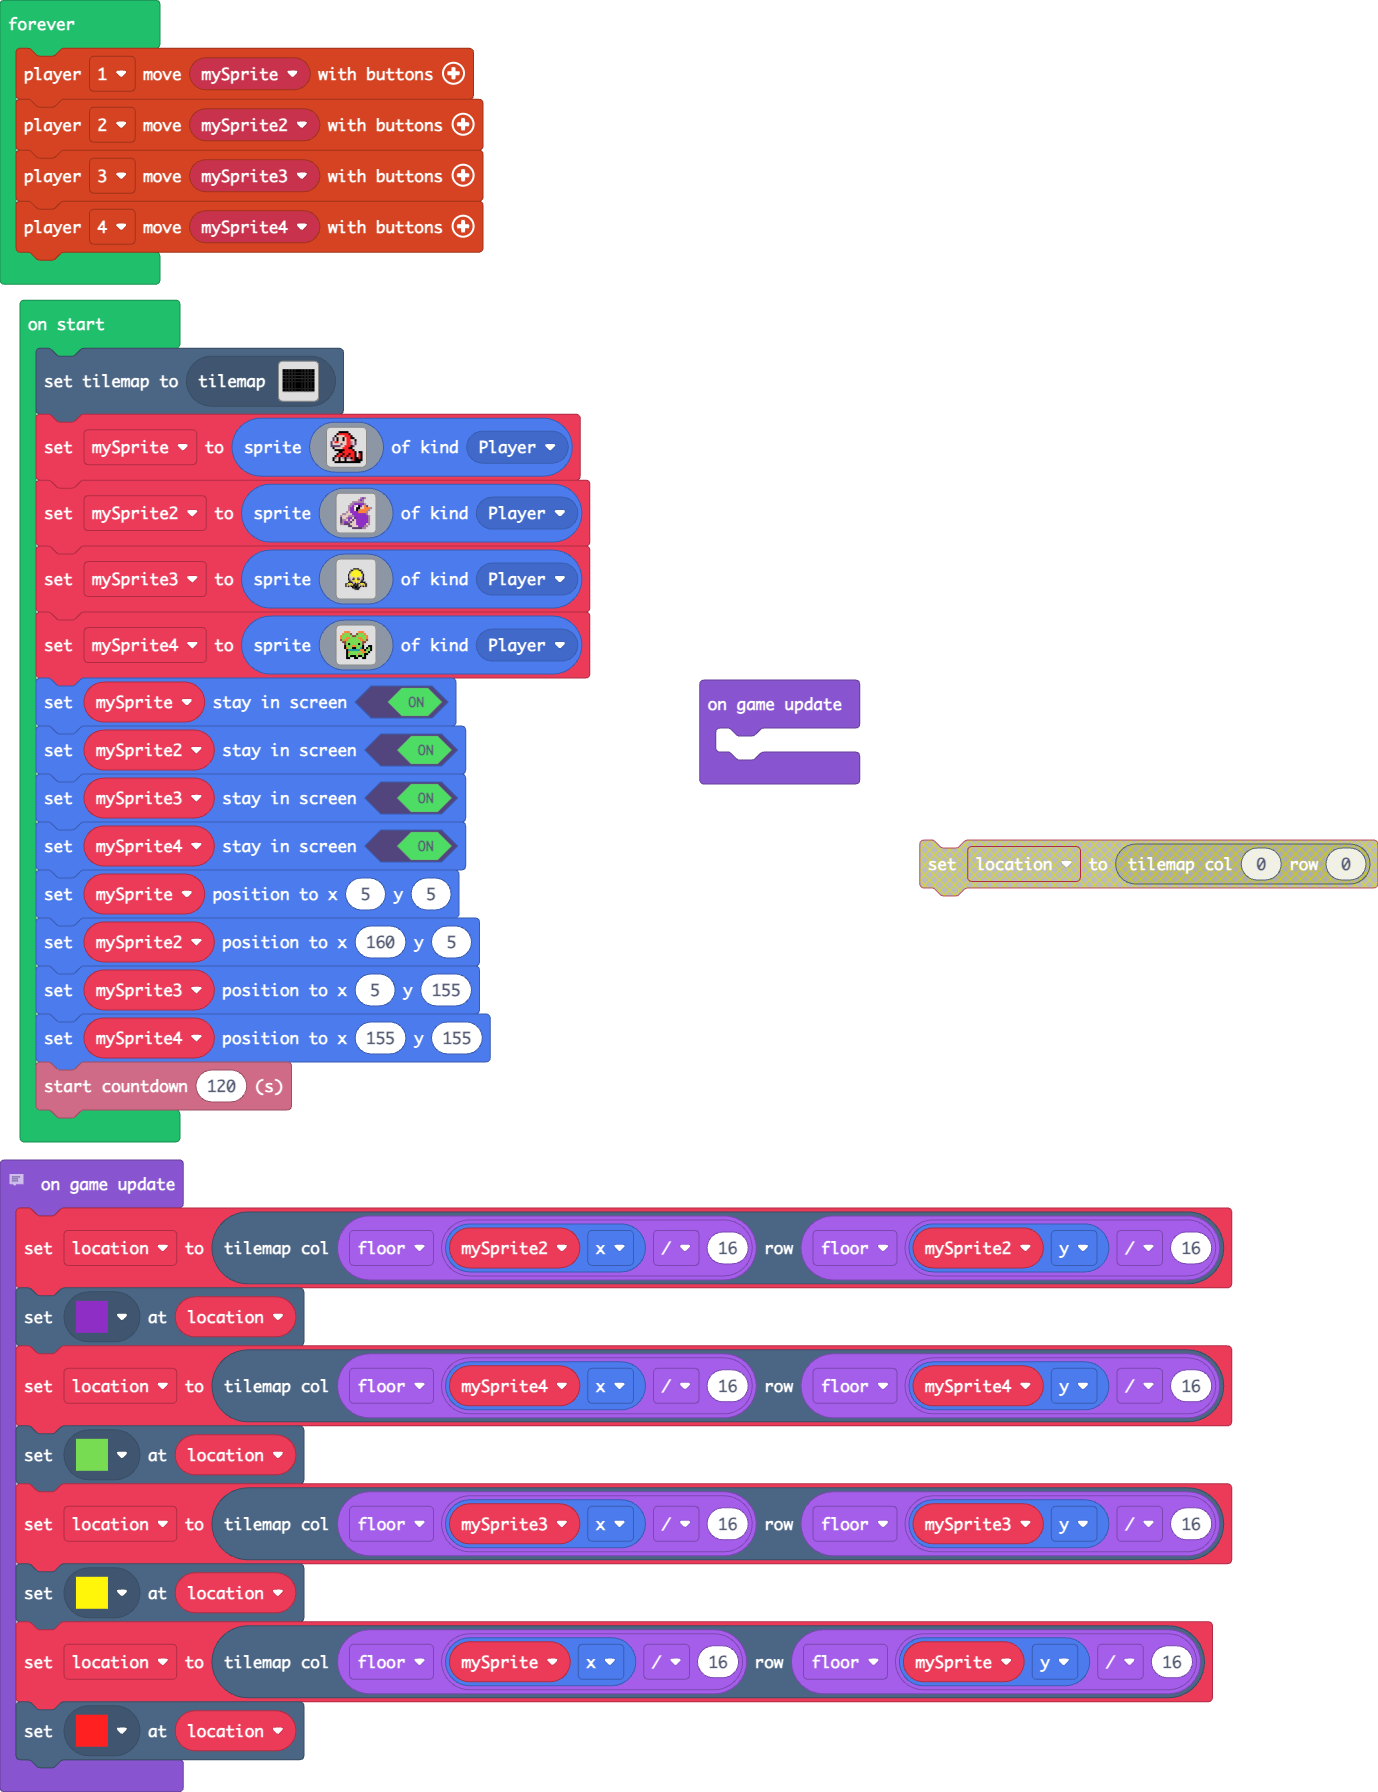 forever
player 1 move mySprite with buttons
player 2 move mySprite2 with buttons
player 3 move mySprite3 with buttons
player 4 move mySprite4 with buttons
on start
set tilemap to tilemap
set mySprite to sprite of kind Player
set mySprite2 to sprite of kind Player
set mySprite3 to sprite of kind Player
set mySprite4 to sprite of kind Player
set mySprite stay in screen ON
set mySprite2 stay in screen ON
set mySprite3 stay in screen ON
set mySprite4 stay in screen ON
set mySprite position to x 5 y 5
set mySprite2 position to x 160 y 5
set mySprite3 position to x 5 y 155
set mySprite4 position to x 155 y 155
start countdown 120 (s)
on game update
set location to tilemap col 0 row 0
on game update
set location to tilemap col floor mySprite2 x / 16 row floor mySprite2 y / 16
set at location
set location to tilemap col floor mySprite4 x / 16 row floor mySprite4 y / 16
set at location
set location to tilemap col floor mySprite3 x / 16 row floor mySprite3 y / 16
set at location
set location to tilemap col floor mySprite x / 16 row floor mySprite y / 16
set at location